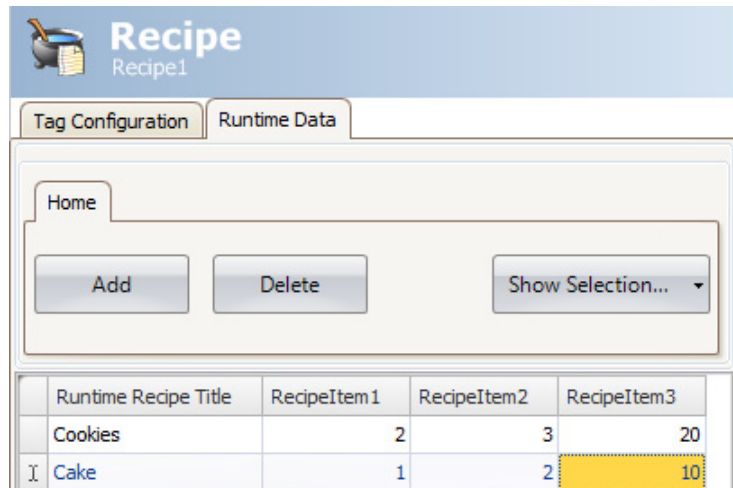 Recipe
Recipe1
Tag Configuration Runtime Data
Home
Add Delete Show Selection...
Runtime Recipe Title RecipeItem1 RecipeItem2 RecipeItem3
Cookies 2 3 20
Cake 1 2 10